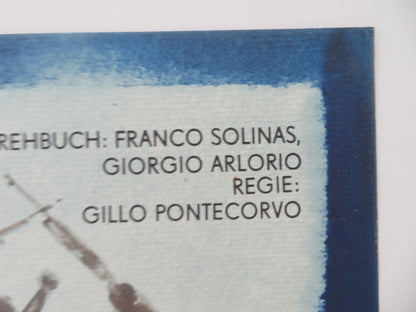 REHBUCH: FRANCO SOLINAS,
GIORGIO ARLORIO
REGIE:
GILLO PONTECORVO